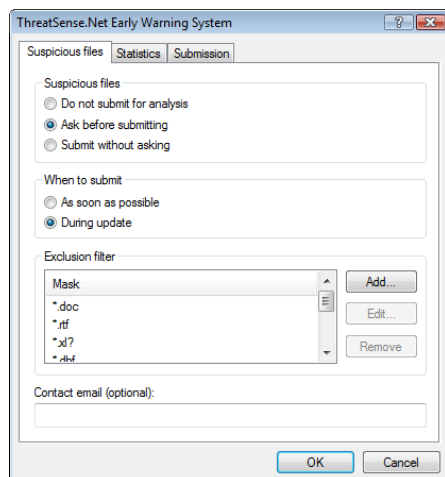 ThreatSense.Net Early Warning System
Suspicious files Statistics Submission
Suspicious files
Do not submit for analysis
Ask before submitting
Submit without asking
When to submit
As soon as possible
During update
Exclusion filter
Mask
*.doc
*.rtf
*.xl?
*.dbf
Add...
Edit...
Remove
Contact email (optional):
OK Cancel